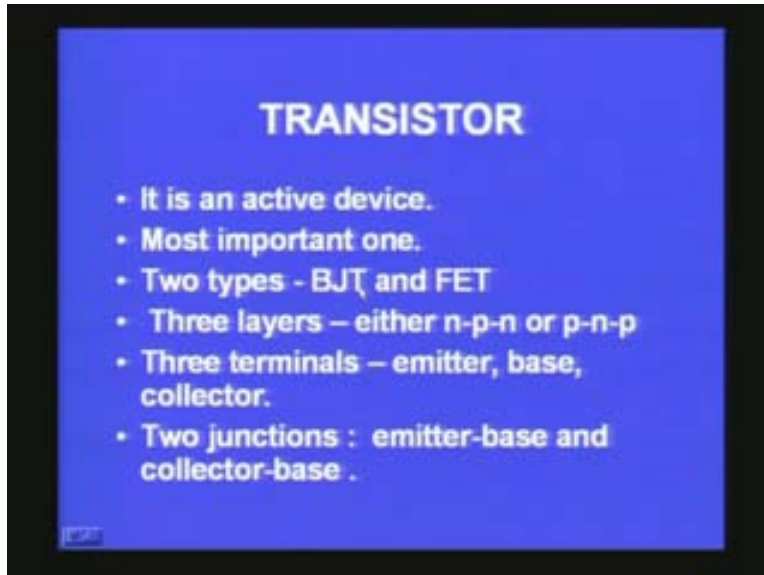 TRANSISTOR
• It is an active device.
• Most important one.
• Two types - BJT and FET
• Three layers – either n-p-n or p-n-p
• Three terminals – emitter, base,
collector.
• Two junctions : emitter-base and
collector-base .